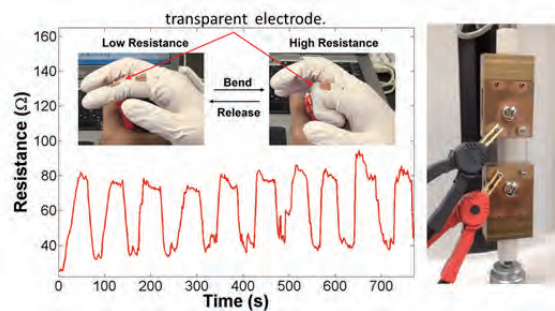 transparent electrode.
Low Resistance
High Resistance
Bend
Release
Resistance (Ω)
160
140
120
100
80
60
40
0
100
200
300
400
500
600
700
Time (s)